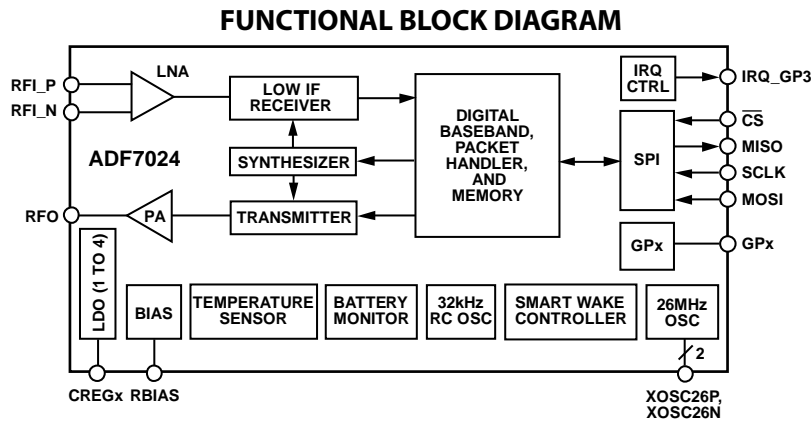 FUNCTIONAL BLOCK DIAGRAM
RFI_P
RFI_N
LNA
LOW IF
RECEIVER
DIGITAL
BASEBAND,
PACKET
HANDLER,
AND
MEMORY
IRQ
CTRL
IRQ_GP3
ADF7024
SYNTHESIZER
SPI
CS
MISO
SCLK
MOSI
RFO
PA
TRANSMITTER
GPx
GPx
LDO (1 TO 4)
BIAS
TEMPERATURE
SENSOR
BATTERY
MONITOR
32kHz
RC OSC
SMART WAKE
CONTROLLER
26MHz
OSC
2
CREGx
RBIAS
XOSC26P,
XOSC26N